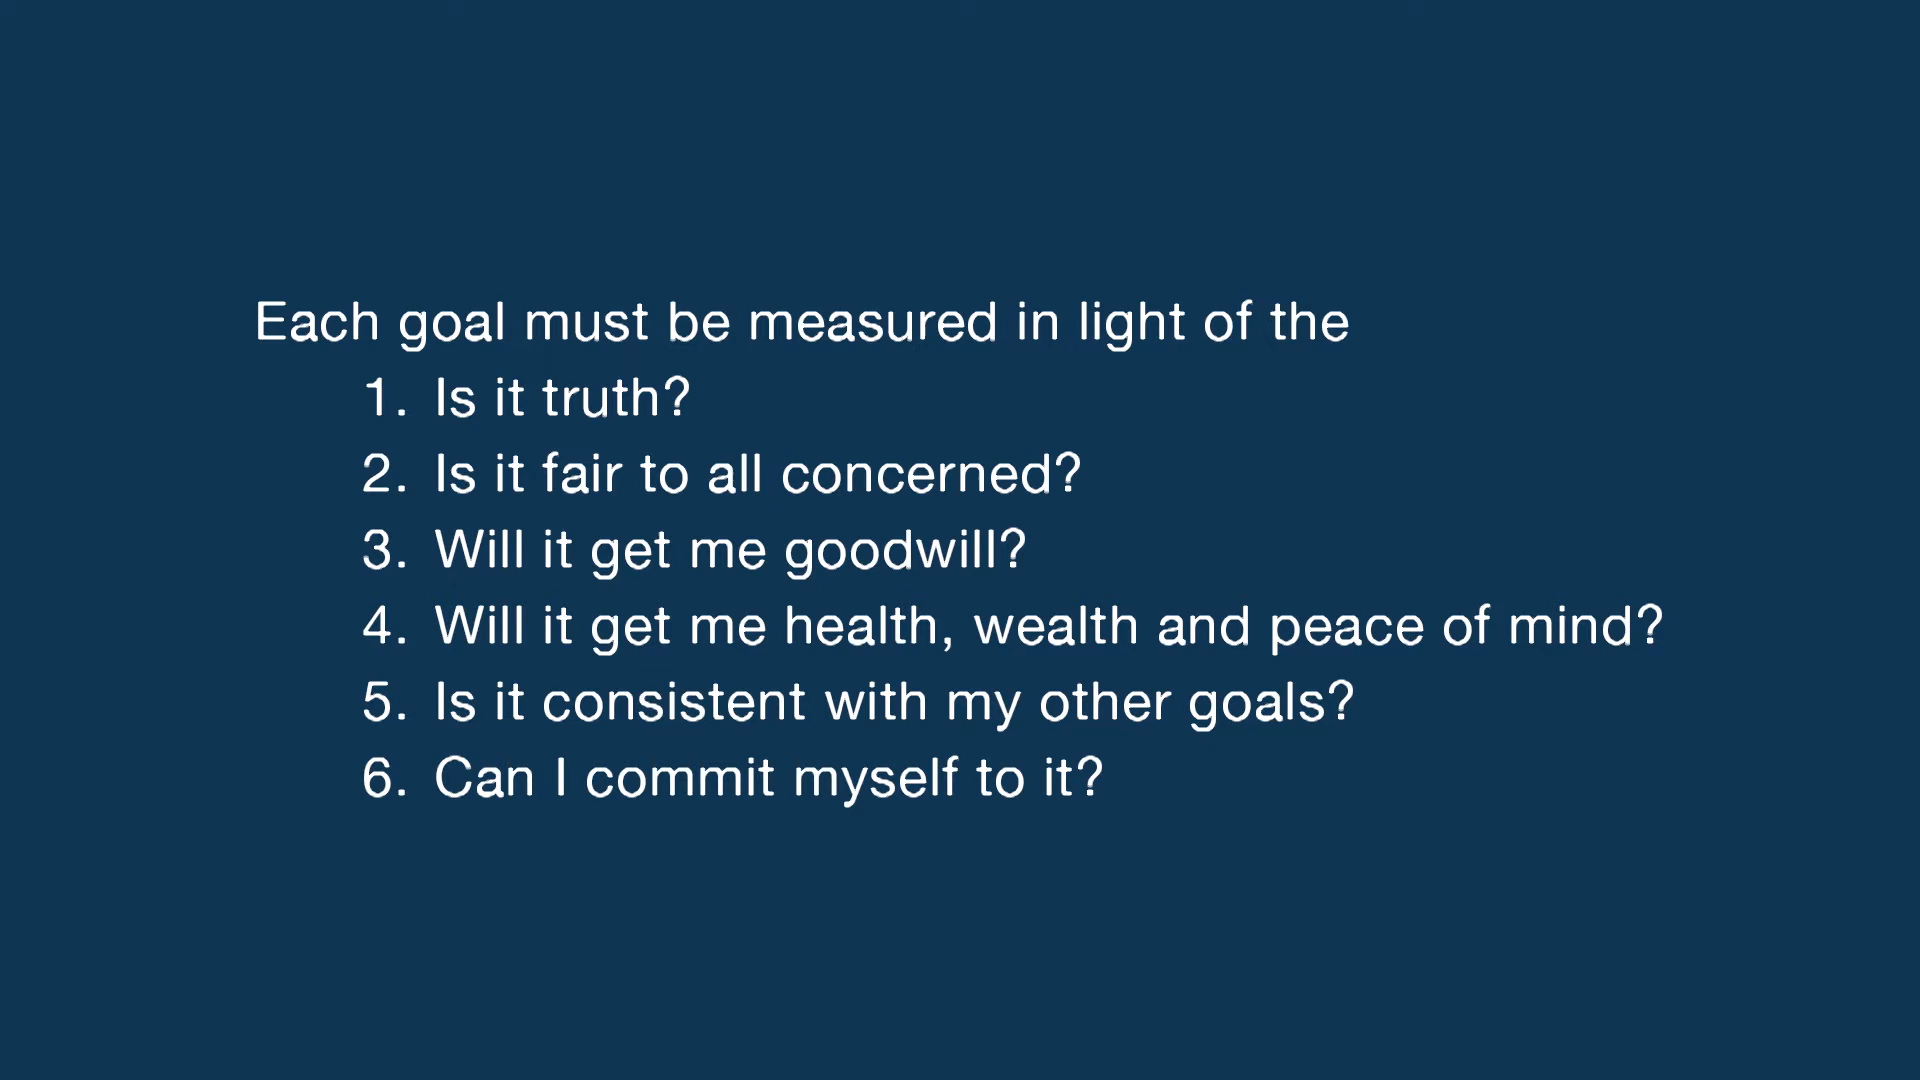 Each goal must be measured in light of the
1. Is it truth?
2. Is it fair to all concerned?
3. Will it get me goodwill?
4. Will it get me health, wealth and peace of mind?
5. Is it consistent with my other goals?
6. Can I commit myself to it?